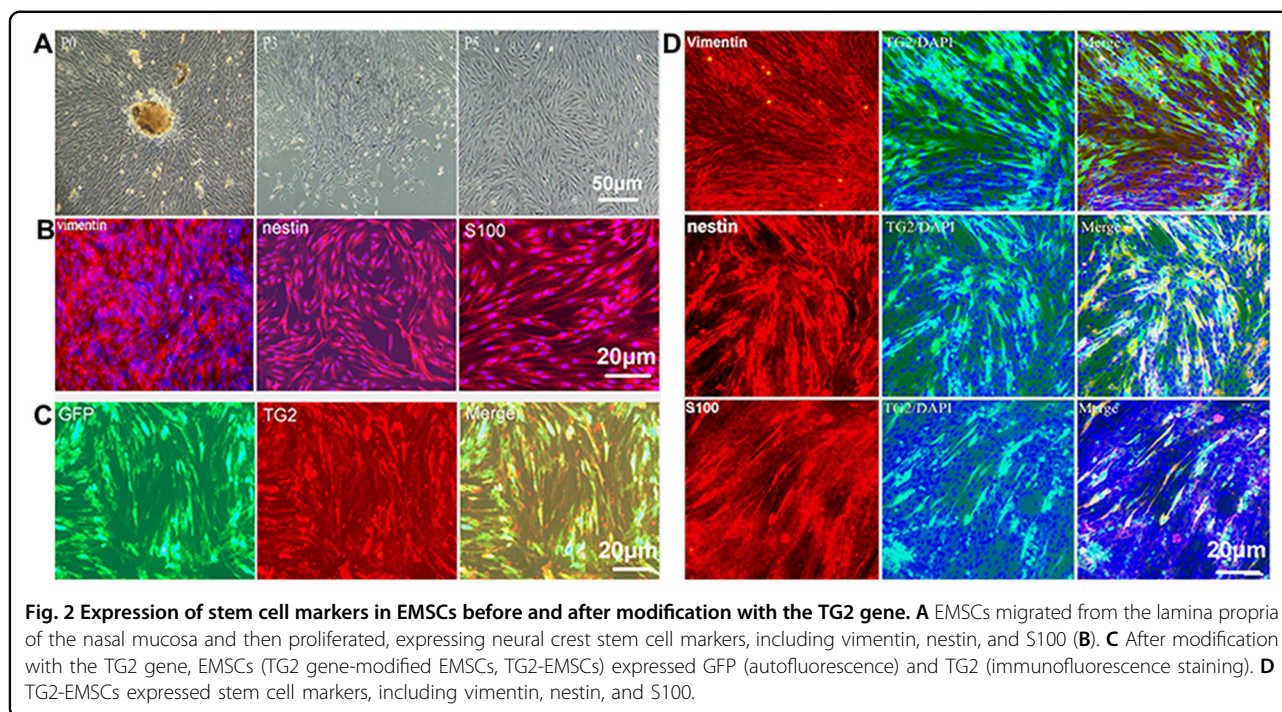 A P0 P3 P5
50µm
B vimentin nestin S100
20µm
C GFP TG2 Merge
20µm
D Vimentin TG2/DAPI Merge
nestin TG2/DAPI Merge
S100 TG2/DAPI Merge
20µm
Fig. 2 Expression of stem cell markers in EMSCs before and after modification with the TG2 gene. A EMSCs migrated from the lamina propria
of the nasal mucosa and then proliferated, expressing neural crest stem cell markers, including vimentin, nestin, and S100 (B). C After modification
with the TG2 gene, EMSCs (TG2 gene-modified EMSCs, TG2-EMSCs) expressed GFP (autofluorescence) and TG2 (immunofluorescence staining). D
TG2-EMSCs expressed stem cell markers, including vimentin, nestin, and S100.